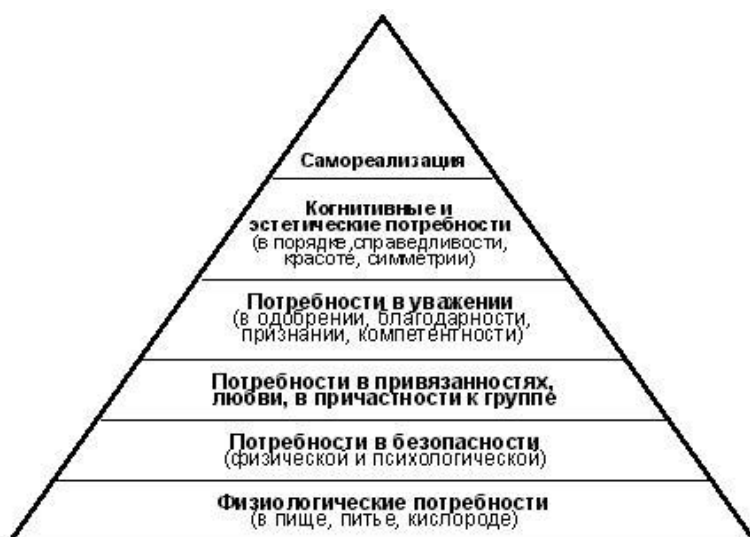 Самореализация
Когнитивные и
эстетические потребности
(в порядке,справедливости,
красоте, симметрии)
Потребности в уважении
(в одобрении, благодарности,
признании, компетентности)
Потребности в привязанностях,
любви, в причастности к группе
Потребности в безопасности
(физической и психологической)
Физиологические потребности
(в пище, питье, кислороде)